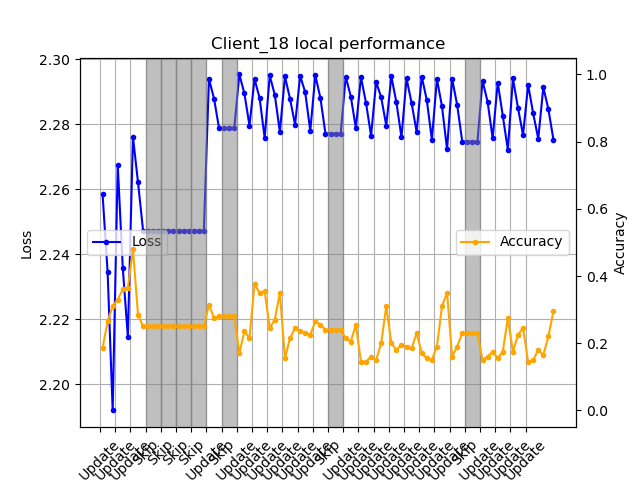 Client_18 local performance
2.30
2.28
2.26
2.24
2.22
2.20
Loss
1.0
0.8
0.6
0.4
0.2
0.0
Accuracy
Loss
Accuracy
Update
Update
Update
Skip
Skip
Skip
Skip
Update
Skip
Update
Update
Update
Update
Update
Update
Skip
Update
Update
Update
Update
Update
Update
Update
Update
Skip
Update
Update
Update
Update